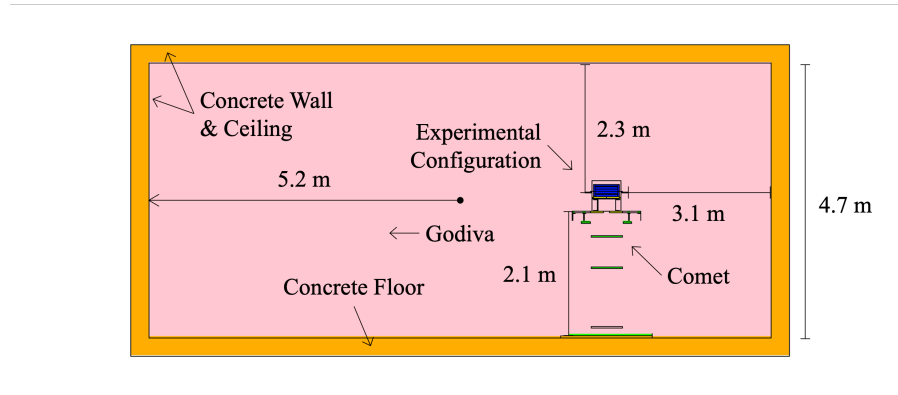 Concrete Wall
& Ceiling
Experimental
Configuration
2.3 m
5.2 m
3.1 m
4.7 m
Godiva
2.1 m
Comet
Concrete Floor